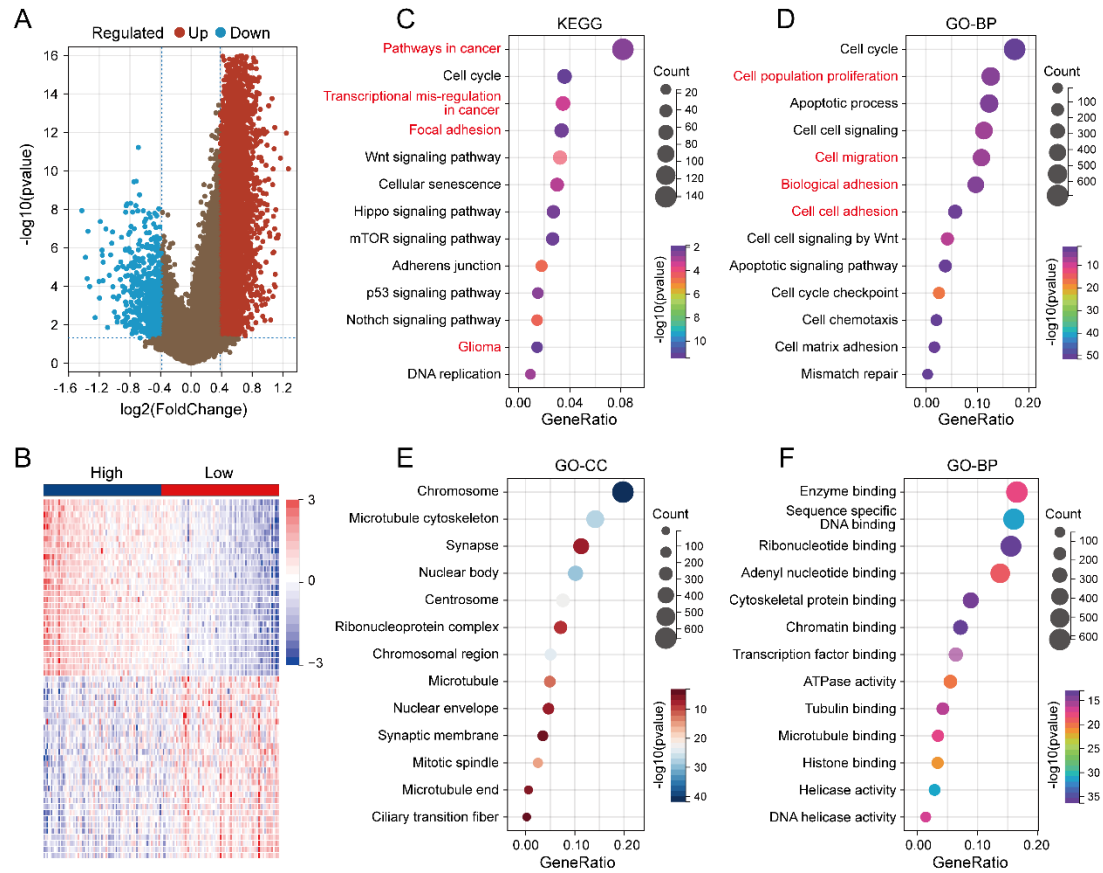 A
Regulated Up Down
16
14
12
10
8
6
4
2
0
-log10(pvalue)
-1.6 -1.2 -0.8 -0.4 0.0 0.4 0.8 1.2 1.6
log2(FoldChange)
B
High Low
3
0
−3
C
KEGG
Pathways in cancer
Cell cycle
Transcriptional mis-regulation
in cancer
Focal adhesion
Wnt signaling pathway
Cellular senescence
Hippo signaling pathway
mTOR signaling pathway
Adherens junction
p53 signaling pathway
Nothch signaling pathway
Glioma
DNA replication
0.00 0.04 0.08
GeneRatio
Count
20
40
60
80
100
120
140
-log10(pvalue)
2
4
6
8
10
D
GO-BP
Cell cycle
Cell population proliferation
Apoptotic process
Cell cell signaling
Cell migration
Biological adhesion
Cell cell adhesion
Cell cell signaling by Wnt
Apoptotic signaling pathway
Cell cycle checkpoint
Cell chemotaxis
Cell matrix adhesion
Mismatch repair
0.00 0.10 0.20
GeneRatio
Count
100
200
300
400
500
600
-log10(pvalue)
10
20
30
40
50
E
GO-CC
Chromosome
Microtubule cytoskeleton
Synapse
Nuclear body
Centrosome
Ribonucleoprotein complex
Chromosomal region
Microtubule
Nuclear envelope
Synaptic membrane
Mitotic spindle
Microtubule end
Ciliary transition fiber
0.00 0.10 0.20
GeneRatio
Count
100
200
300
400
500
600
-log10(pvalue)
10
20
30
40
F
GO-BP
Enzyme binding
Sequence specific
DNA binding
Ribonucleotide binding
Adenyl nucleotide binding
Cytoskeletal protein binding
Chromatin binding
Transcription factor binding
ATPase activity
Tubulin binding
Microtubule binding
Histone binding
Helicase activity
DNA helicase activity
0.00 0.10 0.20
GeneRatio
Count
100
200
300
400
500
600
-log10(pvalue)
15
20
25
30
35